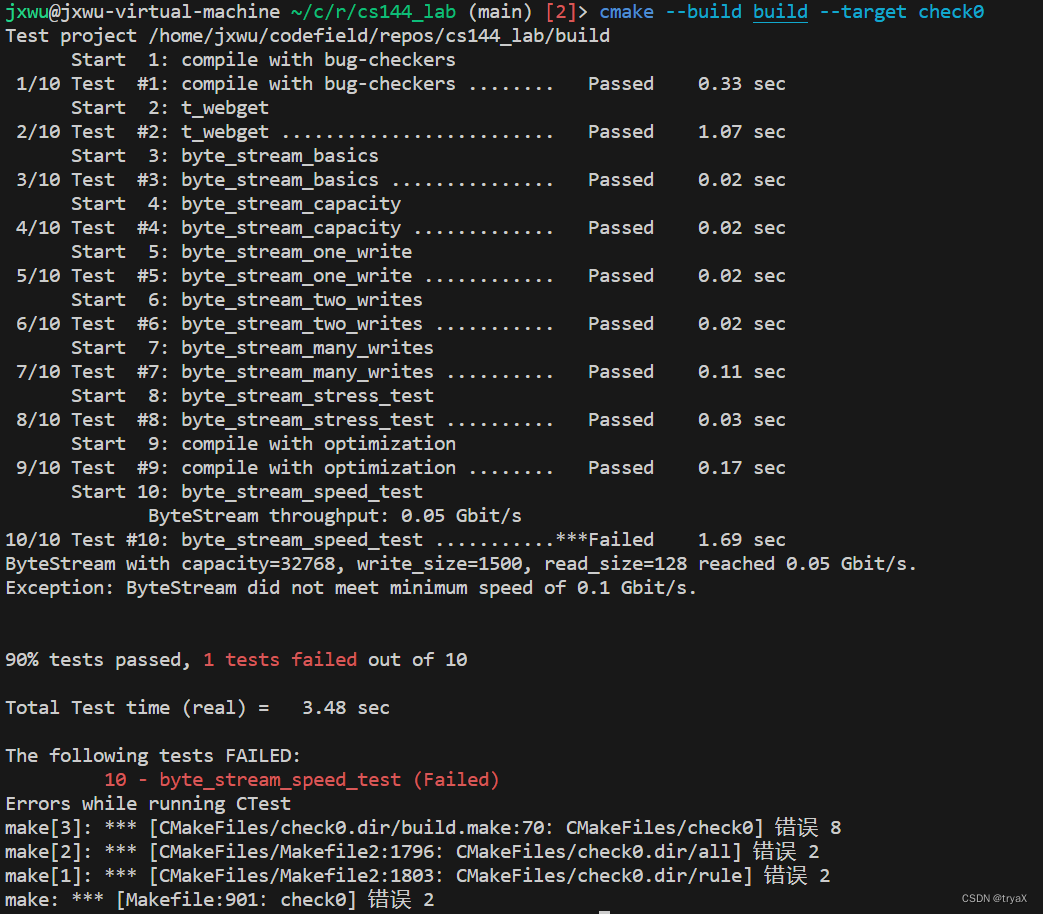 jxwu@jxwu-virtual-machine ~/c/r/cs144_lab (main) [2]> cmake --build build --target check0
Test project /home/jxwu/codefield/repos/cs144_lab/build
      Start  1: compile with bug-checkers
 1/10 Test  #1: compile with bug-checkers ........   Passed    0.33 sec
      Start  2: t_webget
 2/10 Test  #2: t_webget .........................   Passed    1.07 sec
      Start  3: byte_stream_basics
 3/10 Test  #3: byte_stream_basics ...............   Passed    0.02 sec
      Start  4: byte_stream_capacity
 4/10 Test  #4: byte_stream_capacity .............   Passed    0.02 sec
      Start  5: byte_stream_one_write
 5/10 Test  #5: byte_stream_one_write ............   Passed    0.02 sec
      Start  6: byte_stream_two_writes
 6/10 Test  #6: byte_stream_two_writes ...........   Passed    0.02 sec
      Start  7: byte_stream_many_writes
 7/10 Test  #7: byte_stream_many_writes ..........   Passed    0.11 sec
      Start  8: byte_stream_stress_test
 8/10 Test  #8: byte_stream_stress_test ..........   Passed    0.03 sec
      Start  9: compile with optimization
 9/10 Test  #9: compile with optimization ........   Passed    0.17 sec
      Start 10: byte_stream_speed_test
             ByteStream throughput: 0.05 Gbit/s
10/10 Test #10: byte_stream_speed_test ...........***Failed    1.69 sec
ByteStream with capacity=32768, write_size=1500, read_size=128 reached 0.05 Gbit/s.
Exception: ByteStream did not meet minimum speed of 0.1 Gbit/s.
90% tests passed, 1 tests failed out of 10
Total Test time (real) =   3.48 sec
The following tests FAILED:
         10 - byte_stream_speed_test (Failed)
Errors while running CTest
make[3]: *** [CMakeFiles/check0.dir/build.make:70: CMakeFiles/check0] 错误 8
make[2]: *** [CMakeFiles/Makefile2:1796: CMakeFiles/check0.dir/all] 错误 2
make[1]: *** [CMakeFiles/Makefile2:1803: CMakeFiles/check0.dir/rule] 错误 2
make: *** [Makefile:901: check0] 错误 2
CSDN @tryaX